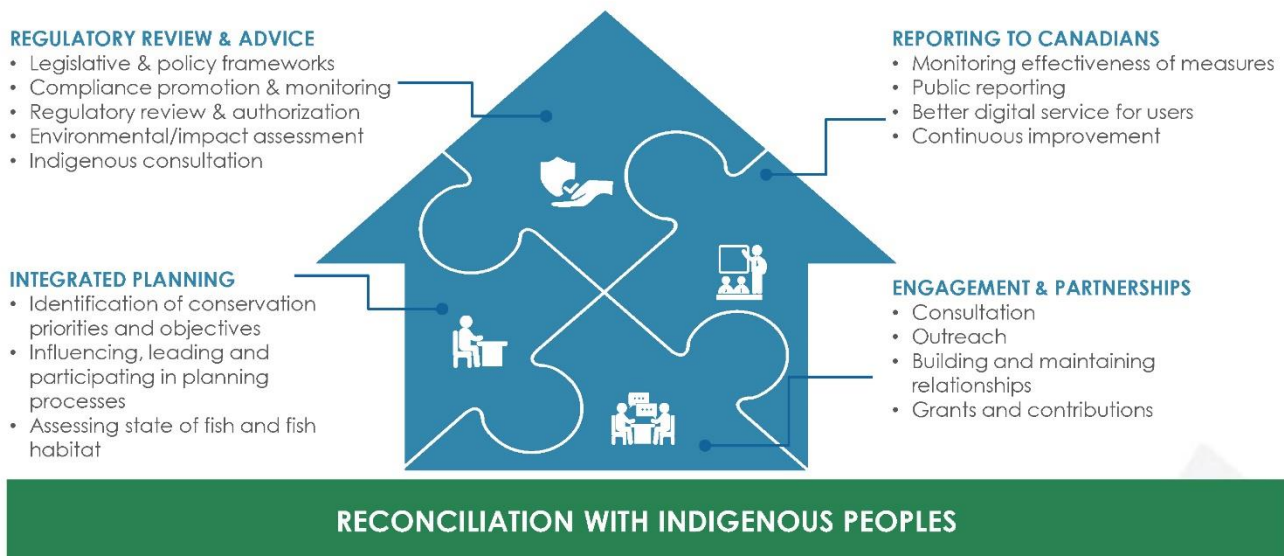 REGULATORY REVIEW & ADVICE
• Legislative & policy frameworks
• Compliance promotion & monitoring
• Regulatory review & authorization
• Environmental/impact assessment
• Indigenous consultation
REPORTING TO CANADIANS
• Monitoring effectiveness of measures
• Public reporting
• Better digital service for users
• Continuous improvement
INTEGRATED PLANNING
• Identification of conservation
priorities and objectives
• Influencing, leading and
participating in planning
processes
• Assessing state of fish and fish
habitat
ENGAGEMENT & PARTNERSHIPS
• Consultation
• Outreach
• Building and maintaining
relationships
• Grants and contributions
RECONCILIATION WITH INDIGENOUS PEOPLES